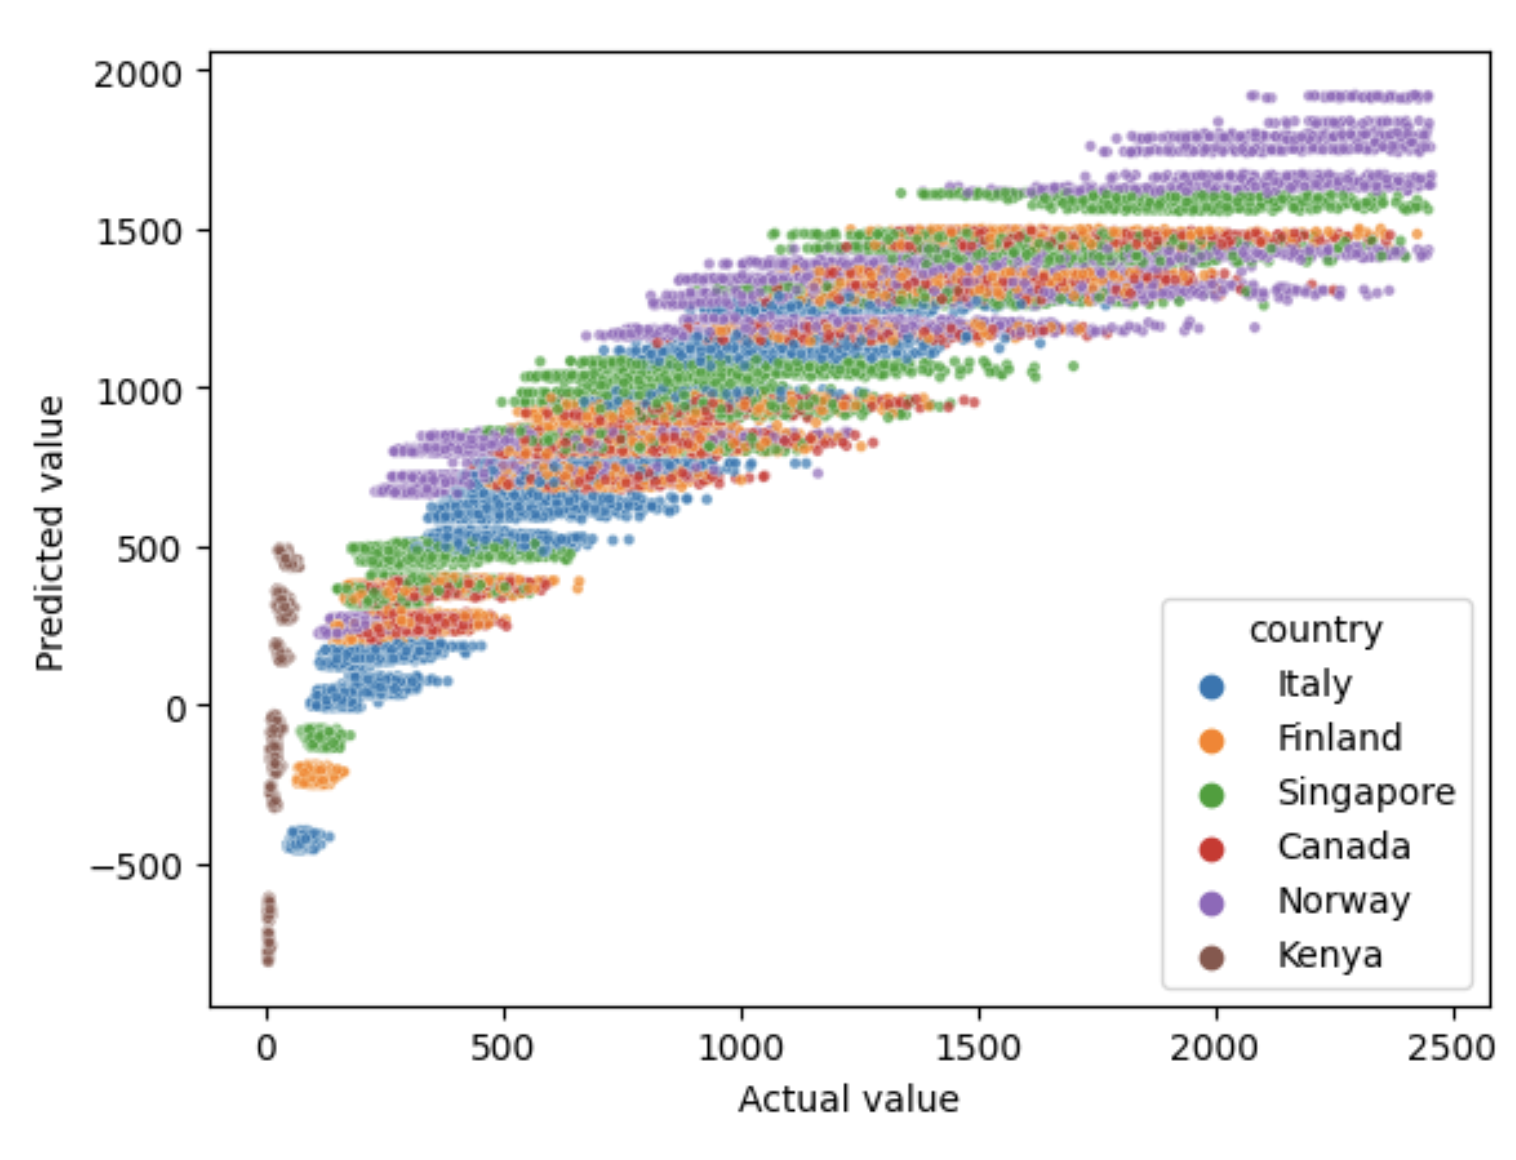 2000
1500
1000
500
0
−500
Predicted value
0 500 1000 1500 2000 2500
Actual value
country
Italy
Finland
Singapore
Canada
Norway
Kenya